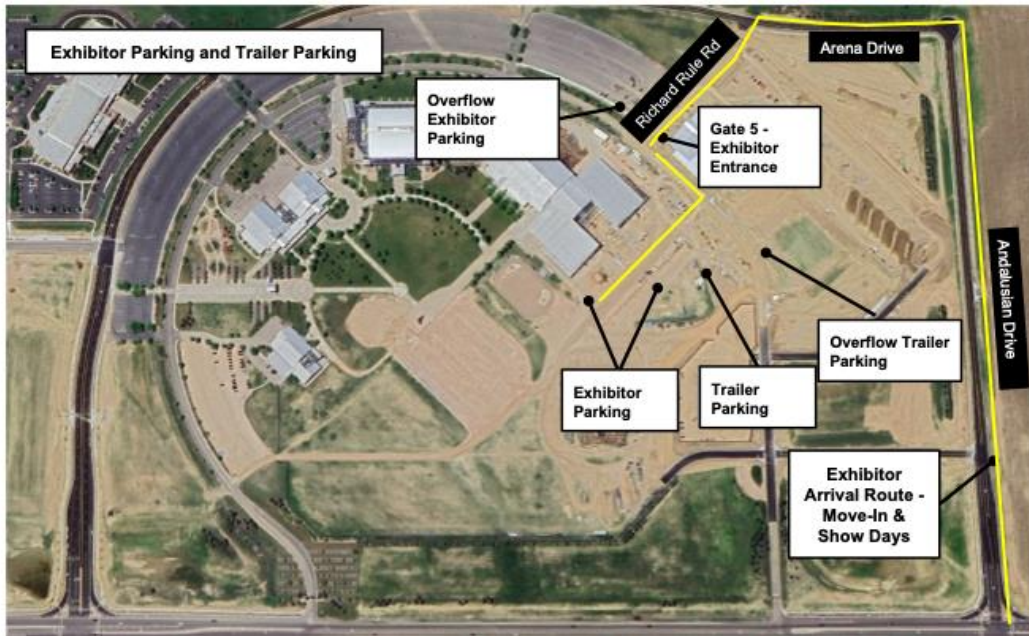 Exhibitor Parking and Trailer Parking
Arena Drive
Richard Rule Rd
Overflow
Exhibitor
Parking
Gate 5 -
Exhibitor
Entrance
Andalusian Drive
Overflow Trailer
Parking
Exhibitor
Parking
Trailer
Parking
Exhibitor
Arrival Route -
Move-In &
Show Days